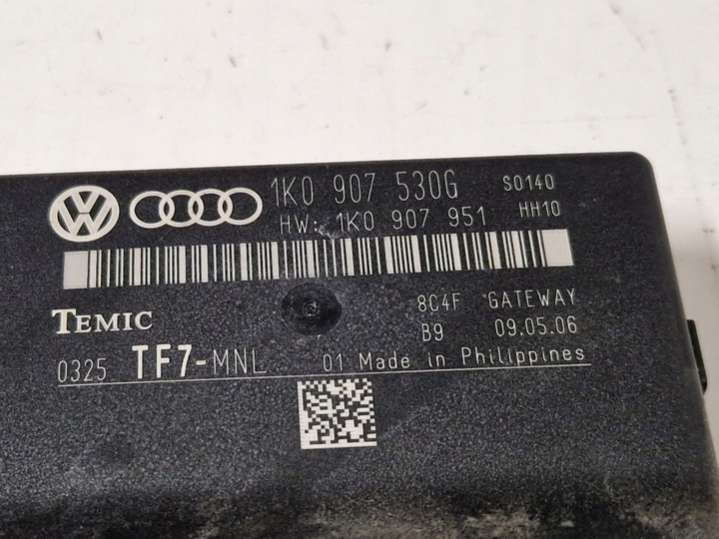 1K0 907 530G S0140
HW: 1K0 907 951 HH10
TEMIC 8C4F GATEWAY
B9 09.05.06
0325 TF7-MNL 01 Made in Philippines